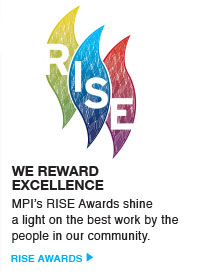 RISE
WE REWARD
EXCELLENCE
MPI's RISE Awards shine
a light on the best work by the
people in our community.
RISE AWARDS